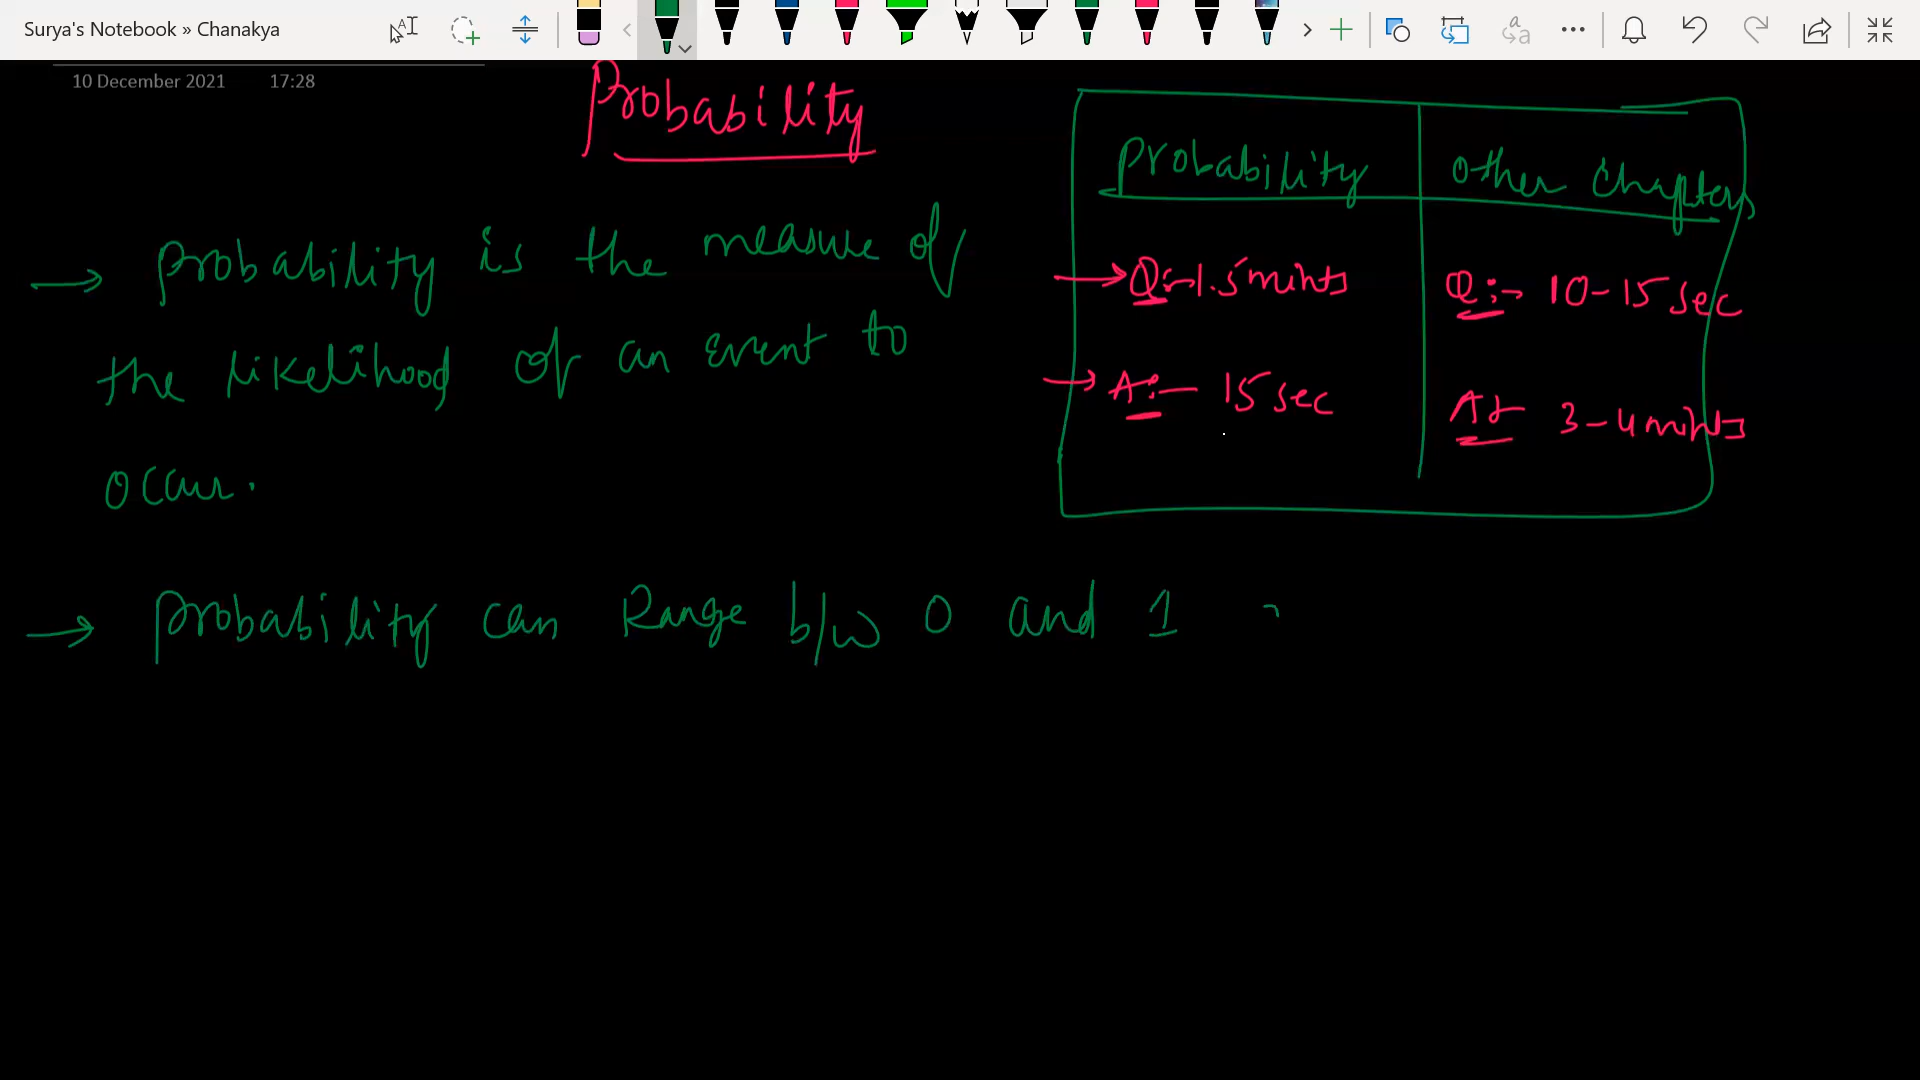 Surya's Notebook » Chanakya
10 December 2021 17:28
Probability
→ Probability is the measure of
the likelihood of an event to
occur.
→ Probability can Range b/w 0 and 1
Probability Other Chapters
→ Q:- 1.5 mints Q:- 10-15 sec
→ A:- 15 sec A:- 3-4 mints